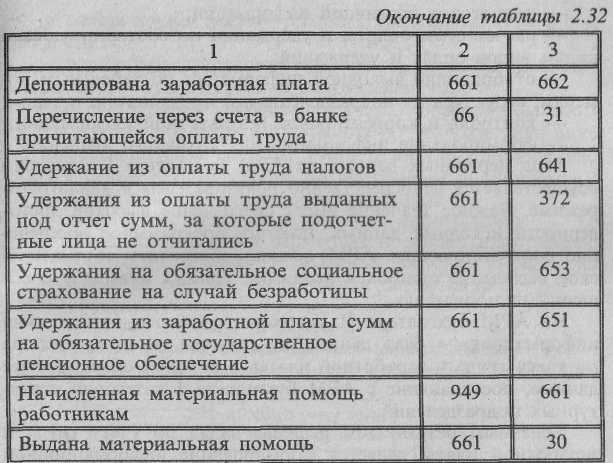 Окончание таблицы 2.32
1 2 3
Депонирована заработная плата 661 662
Перечисление через счета в банке 66 31
причитающейся оплаты труда
Удержание из оплаты труда налогов 661 641
Удержания из оплаты труда выданных 661 372
под отчет сумм, за которые подотчет-
ные лица не отчитались
Удержания на обязательное социальное 661 653
страхование на случай безработицы
Удержания из заработной платы сумм 661 651
на обязательное государственное
пенсионное обеспечение
Начисленная материальная помощь 949 661
работникам
Выдана материальная помощь 661 30